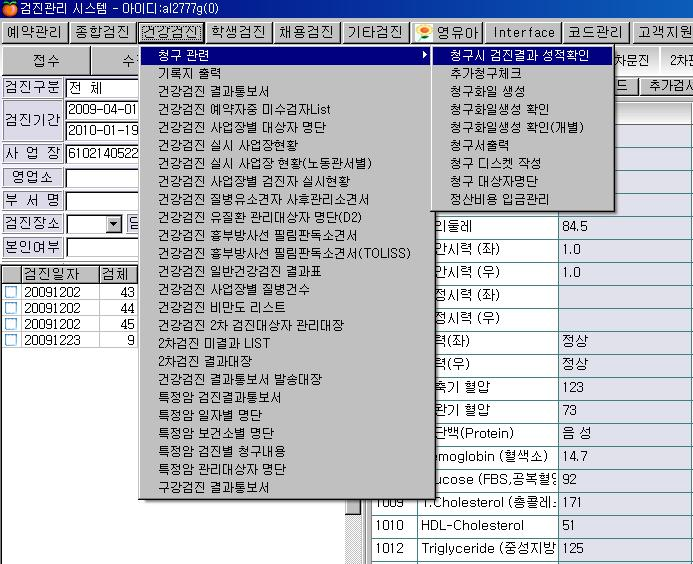 검진관리 시스템 - 아이디:al2777g(0)
예약관리 종합검진 건강검진 학생검진 채용검진 기타검진 영유아 Interface 코드관리 고객지원
접수
검진구분 전 체
검진기간 2009-04-01
2010-01-19
사 업 장 6102140522
영업소
부 서 명
검진장소
본인여부
검진일자 검체
20091202 43
20091202 44
20091202 45
20091223 9
청구 관련
기록지 출력
건강검진 결과통보서
건강검진 예약자중 미수검자List
건강검진 사업장별 대상자 명단
건강검진 실시 사업장현황
건강검진 실시 사업장 현황(노동관서별)
건강검진 사업장별 검진자 실시현황
건강검진 질병유소견자 사후관리소견서
건강검진 유질환 관리대상자 명단(D2)
건강검진 흉부방사선 필림판독소견서
건강검진 흉부방사선 필림판독소견서(TOLISS)
건강검진 일반건강검진 결과표
건강검진 사업장별 질병건수
건강검진 비만도 리스트
건강검진 2차 검진대상자 관리대장
2차검진 미결과 LIST
2차검진 결과대장
건강검진 결과통보서 발송대장
특정암 검진결과통보서
특정암 일자별 명단
특정암 보건소별 명단
특정암 검진별 청구내용
특정암 관리대상자 명단
구강검진 결과통보서
청구시 검진결과 성적확인
추가청구체크
청구화일 생성
청구화일생성 확인
청구화일생성 확인(개별)
청구서출력
청구 디스켓 작성
청구 대상자명단
정산비용 입금관리
차문진 2차판
드 추가검사
리둘레 84.5
안시력 (좌) 1.0
안시력 (우) 1.0
정시력 (좌)
정시력 (우)
력(좌) 정상
력(우) 정상
축기 혈압 123
완기 혈압 73
단백(Protein) 음 성
emoglobin (혈색소) 14.7
ucose (FBS,공복혈당 92
1009 T.Cholesterol (총콜레 171
1010 HDL-Cholesterol 51
1012 Triglyceride (중성지방 125